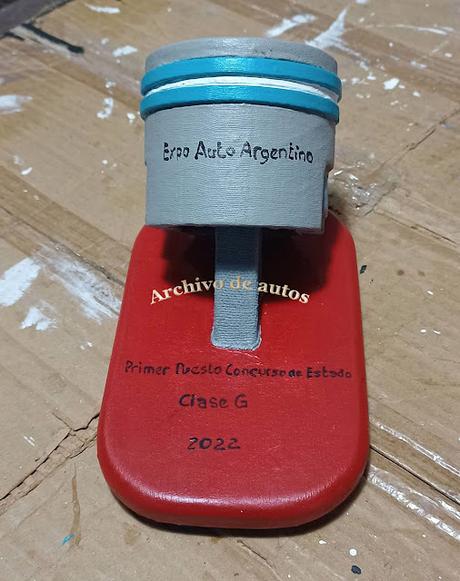 Expo Auto Argentino
Archivo de autos
Primer Puesto Concurso de Estado
Clase G
2022